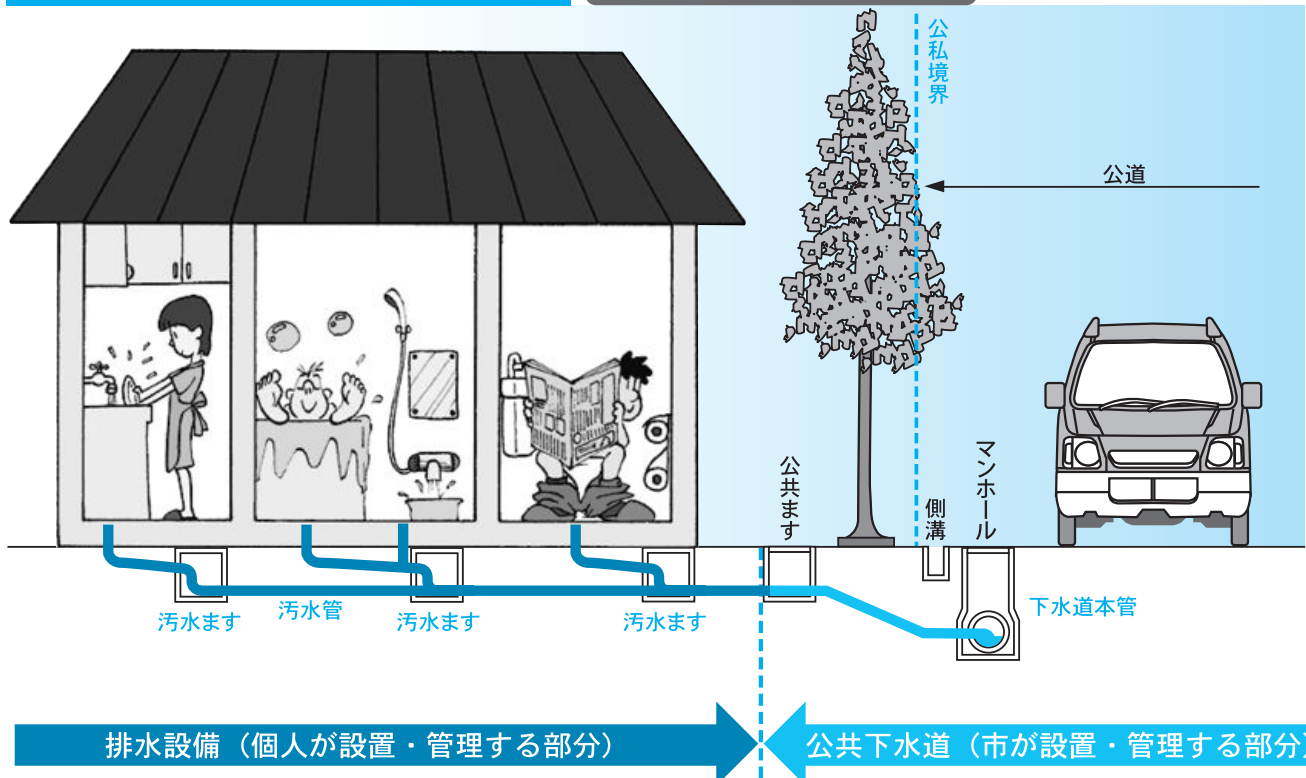 公私境界
公道
公共ます
側溝
マンホール
汚水ます
汚水管
汚水ます
汚水ます
下水道本管
排水設備（個人が設置・管理する部分）
公共下水道（市が設置・管理する部分）